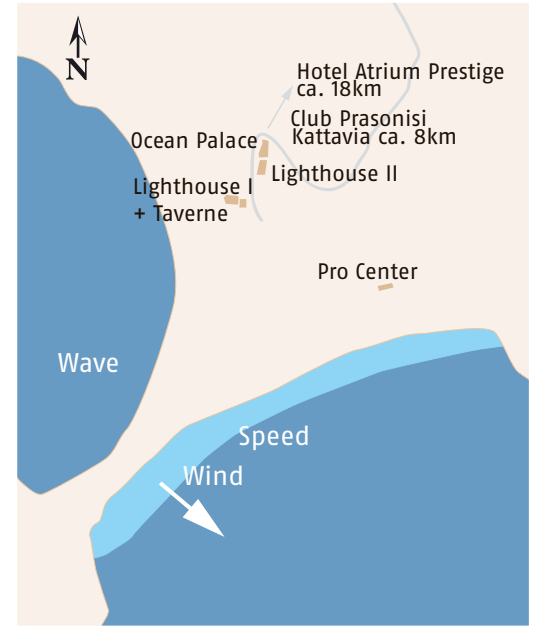 N
Hotel Atrium Prestige
ca. 18km
Club Prasonisi
Kattavia ca. 8km
Ocean Palace
Lighthouse II
Lighthouse I
+ Taverne
Pro Center
Wave
Speed
Wind